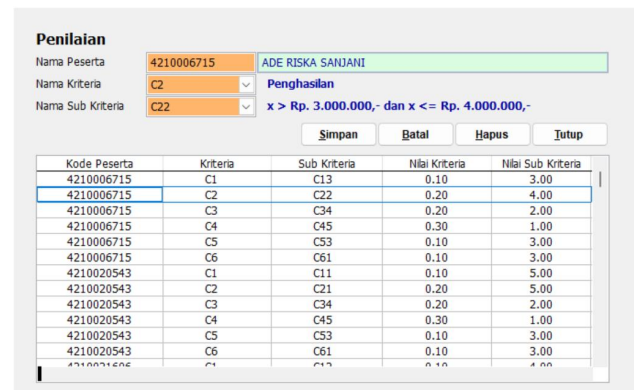 Penilaian
Nama Peserta 4210006715 ADE RISKA SANJANI
Nama Kriteria C2 Penghasilan
Nama Sub Kriteria C22 x > Rp. 3.000.000,- dan x <= Rp. 4.000.000,-
Simpan Batal Hapus Tutup
Kode Peserta Kriteria Sub Kriteria Nilai Kriteria Nilai Sub Kriteria
4210006715 C1 C13 0.10 3.00
4210006715 C2 C22 0.20 4.00
4210006715 C3 C34 0.20 2.00
4210006715 C4 C45 0.30 1.00
4210006715 C5 C53 0.10 3.00
4210006715 C6 C61 0.10 3.00
4210020543 C1 C11 0.10 5.00
4210020543 C2 C21 0.20 5.00
4210020543 C3 C34 0.20 2.00
4210020543 C4 C45 0.30 1.00
4210020543 C5 C53 0.10 3.00
4210020543 C6 C61 0.10 3.00
C1 0.10 4.00